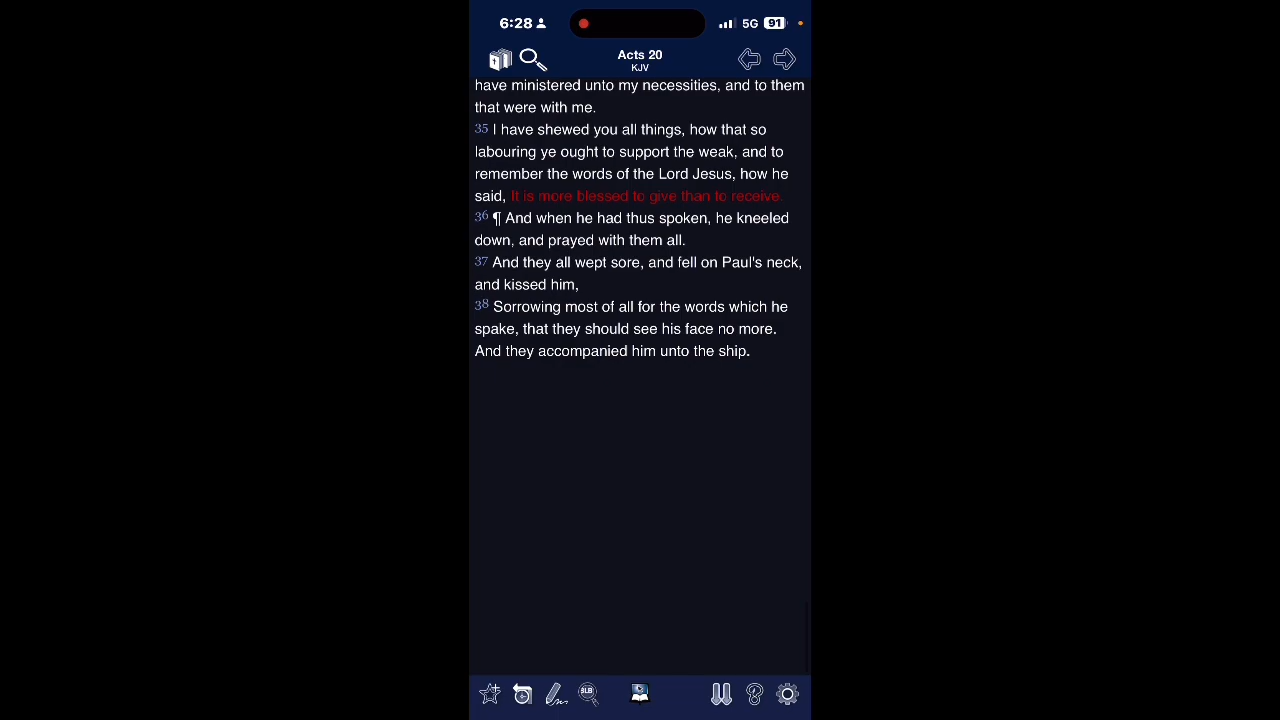 6:28
5G 91
Acts 20
KJV
have ministered unto my necessities, and to them
that were with me.
35 I have shewed you all things, how that so
labouring ye ought to support the weak, and to
remember the words of the Lord Jesus, how he
said, It is more blessed to give than to receive.
36 ¶ And when he had thus spoken, he kneeled
down, and prayed with them all.
37 And they all wept sore, and fell on Paul's neck,
and kissed him,
38 Sorrowing most of all for the words which he
spake, that they should see his face no more.
And they accompanied him unto the ship.
BLB